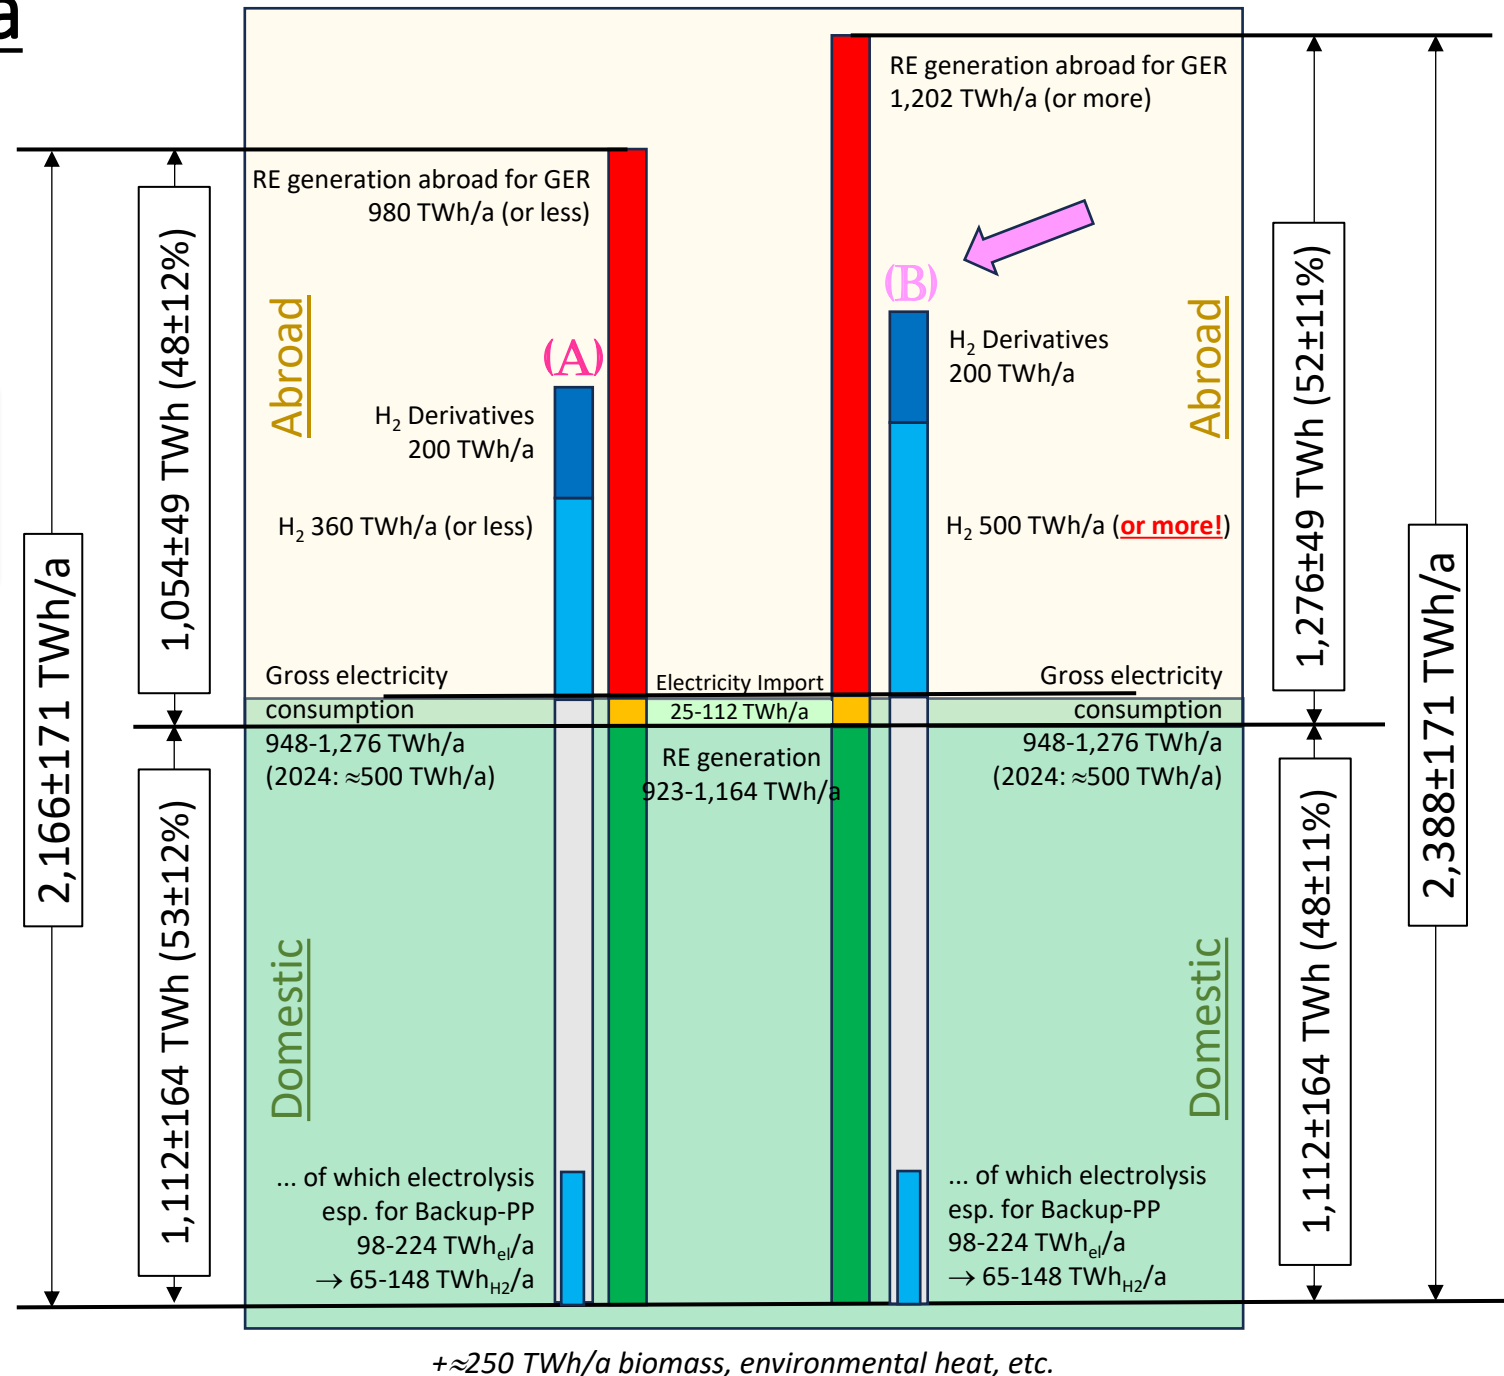 a
RE generation abroad for GER
1,202 TWh/a (or more)
RE generation abroad for GER
980 TWh/a (or less)
(B)
(A)
H₂ Derivatives
200 TWh/a
H₂ Derivatives
200 TWh/a
H₂ 360 TWh/a (or less)
H₂ 500 TWh/a (or more!)
Abroad
Abroad
1,054±49 TWh (48±12%)
1,276±49 TWh (52±11%)
2,166±171 TWh/a
2,388±171 TWh/a
Gross electricity
consumption
948-1,276 TWh/a
(2024: ≈500 TWh/a)
Electricity Import
25-112 TWh/a
RE generation
923-1,164 TWh/a
Gross electricity
consumption
948-1,276 TWh/a
(2024: ≈500 TWh/a)
1,112±164 TWh (53±12%)
1,112±164 TWh (48±11%)
Domestic
Domestic
... of which electrolysis
esp. for Backup-PP
98-224 TWhel/a
→ 65-148 TWhH2/a
... of which electrolysis
esp. for Backup-PP
98-224 TWhel/a
→ 65-148 TWhH2/a
+≈250 TWh/a biomass, environmental heat, etc.